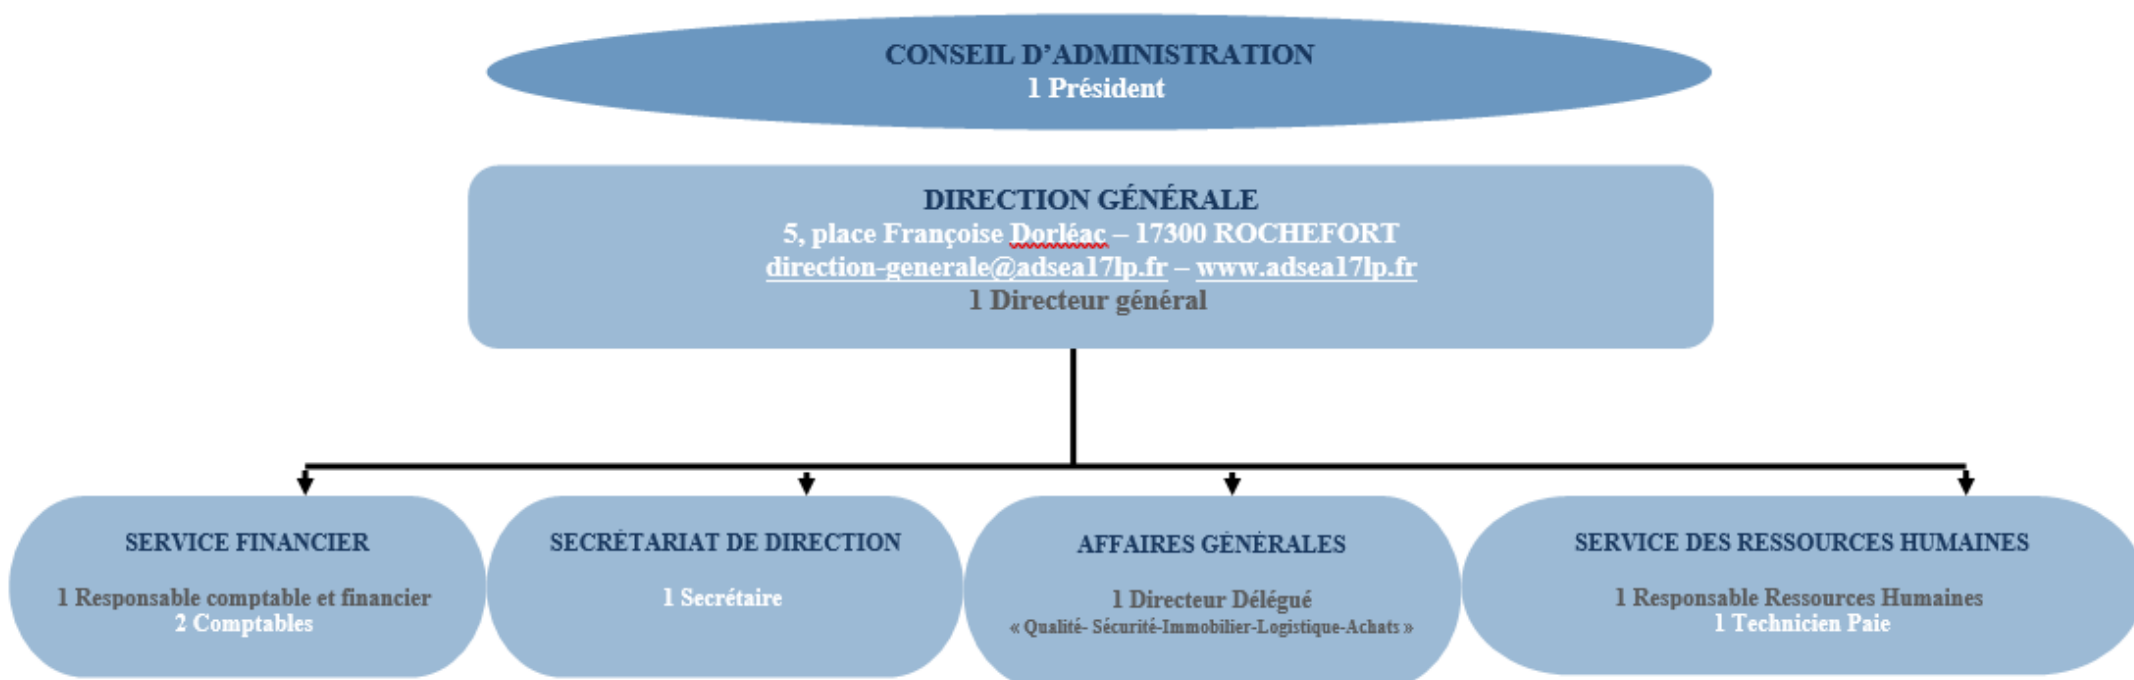 CONSEIL D’ADMINISTRATION
1 Président
DIRECTION GÉNÉRALE
5, place Françoise Dorléac – 17300 ROCHEFORT
direction-generale@adsea17lp.fr – www.adsea17lp.fr
1 Directeur général
SERVICE FINANCIER
1 Responsable comptable et financier
2 Comptables
SECRÉTARIAT DE DIRECTION
1 Secrétaire
AFFAIRES GÉNÉRALES
1 Directeur Délégué
« Qualité- Sécurité-Immobilier-Logistique-Achats »
SERVICE DES RESSOURCES HUMAINES
1 Responsable Ressources Humaines
1 Technicien Paie